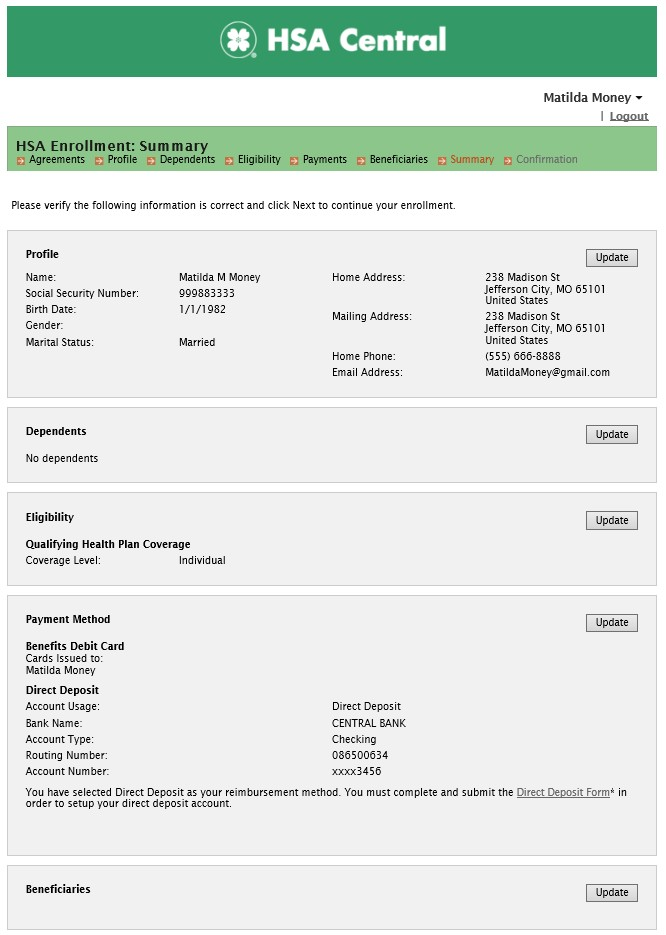 HSA Central
Matilda Money
| Logout
HSA Enrollment: Summary
Agreements Profile Dependents Eligibility Payments Beneficiaries Summary Confirmation
Please verify the following information is correct and click Next to continue your enrollment.
Profile Update
Name: Matilda M Money Home Address: 238 Madison St
Social Security Number: 999883333 Jefferson City, MO 65101
Birth Date: 1/1/1982 United States
Gender: Mailing Address: 238 Madison St
Jefferson City, MO 65101
Marital Status: Married United States
Home Phone: (555) 666-8888
Email Address: MatildaMoney@gmail.com
Dependents Update
No dependents
Eligibility Update
Qualifying Health Plan Coverage
Coverage Level: Individual
Payment Method Update
Benefits Debit Card
Cards Issued to:
Matilda Money
Direct Deposit
Account Usage: Direct Deposit
Bank Name: CENTRAL BANK
Account Type: Checking
Routing Number: 086500634
Account Number: xxxx3456
You have selected Direct Deposit as your reimbursement method. You must complete and submit the Direct Deposit Form* in
order to setup your direct deposit account.
Beneficiaries Update